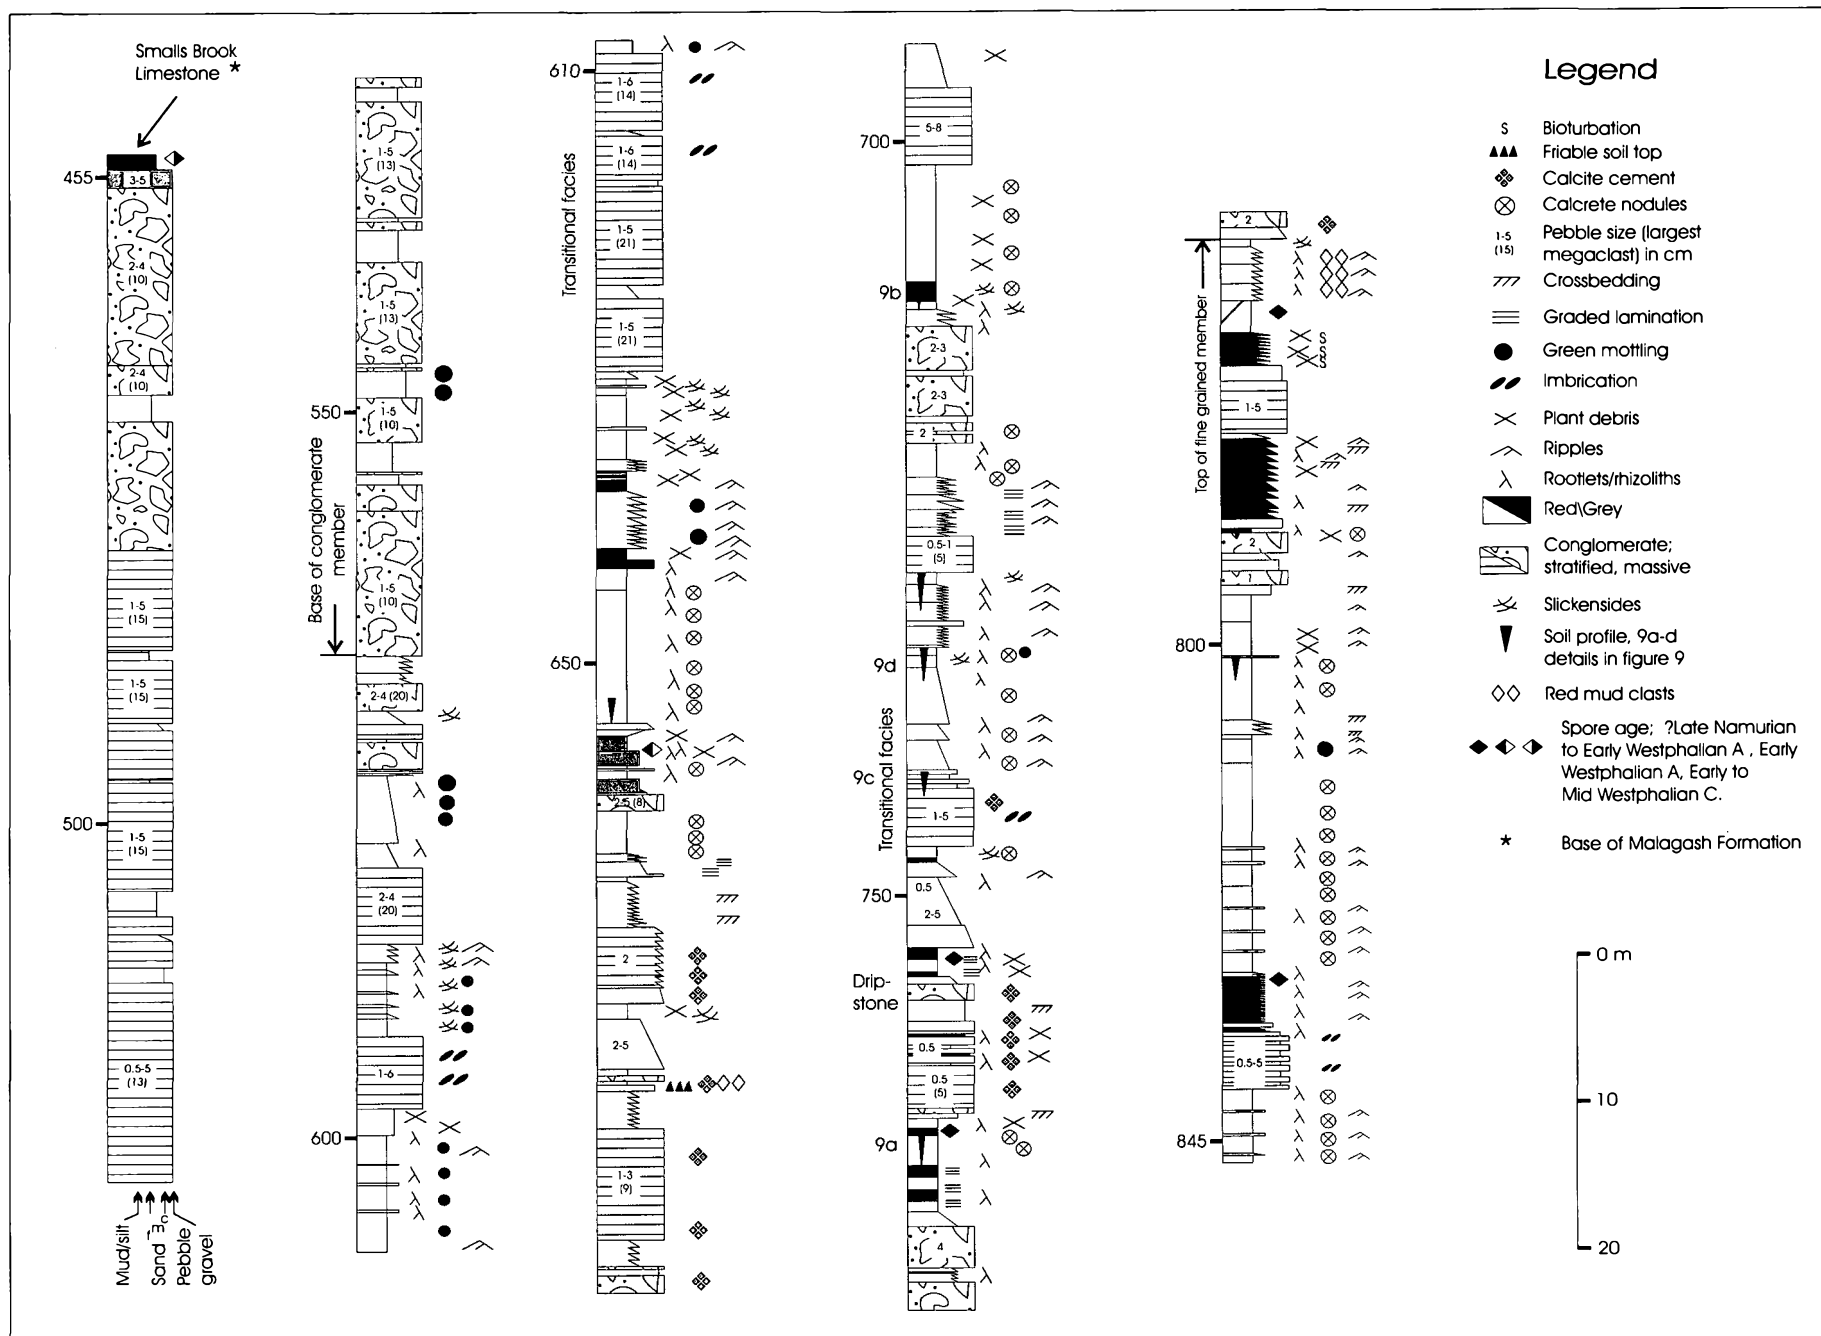 Smalls Brook
Limestone *
455
3-5
2-4
(10)
2-4
(10)
1-5
(15)
1-5
(15)
500
1-5
(15)
0.5-5
(13)
Mud/silt
Sand f m c
Pebble
gravel
1-5
(13)
1-5
(13)
550
1-5
(10)
Base of conglomerate
member
1-5
(10)
2-4 (20)
2-4
(20)
1-6
600
610
1-6
(14)
1-6
(14)
Transitional facies
1-5
(21)
1-5
(21)
650
2-5 (8)
2
2-5
1-3
(9)
5-8
700
9b
2-3
2-3
2
0.5-1
(5)
9d
Transitional facies
9c
1-5
750
0.5
2-5
Drip-
stone
0.5
0.5
(5)
9a
4
2
Top of fine grained member
1-5
2
1
800
0.5-5
845
Legend
S Bioturbation
Friable soil top
Calcite cement
Calcrete nodules
1-5 Pebble size (largest
(15) megaclast) in cm
Crossbedding
Graded lamination
Green mottling
Imbrication
Plant debris
Ripples
Rootlets/rhizoliths
Red\Grey
Conglomerate;
stratified, massive
Slickensides
Soil profile, 9a-d
details in figure 9
Red mud clasts
Spore age; ?Late Namurian
to Early Westphalian A , Early
Westphalian A, Early to
Mid Westphalian C.
* Base of Malagash Formation
0 m
10
20
S
S
S